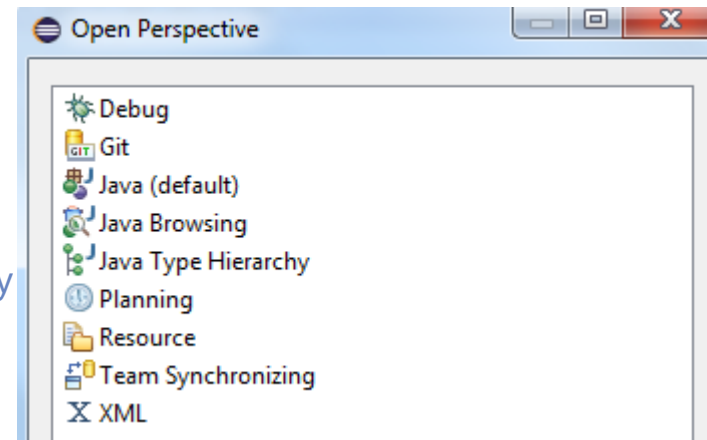 Open Perspective
Debug
GIT Git
Java (default)
Java Browsing
Java Type Hierarchy
y
Planning
Resource
Team Synchronizing
X XML